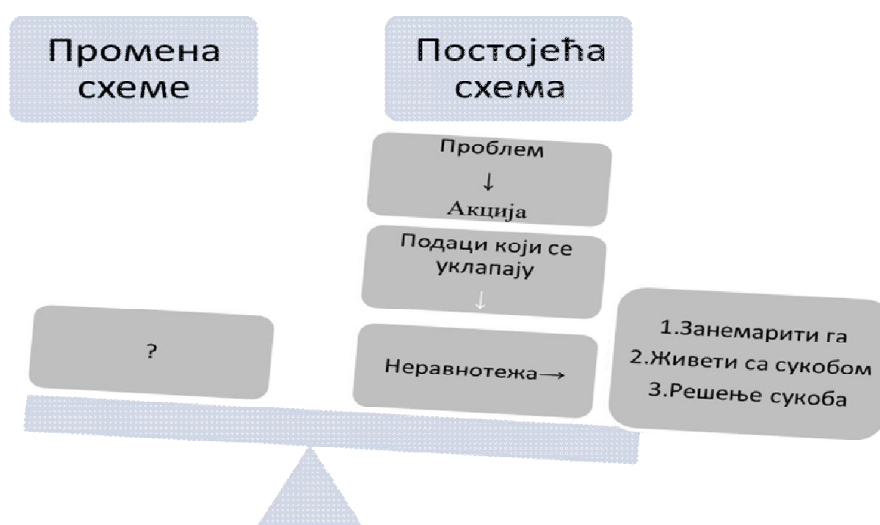 Промена
схеме
Постојећа
схема
Проблем
↓
Акција
Подаци који се
уклапају
↓
?
Неравнотежа→
1.Занемарити га
2.Живети са сукобом
3.Решење сукоба